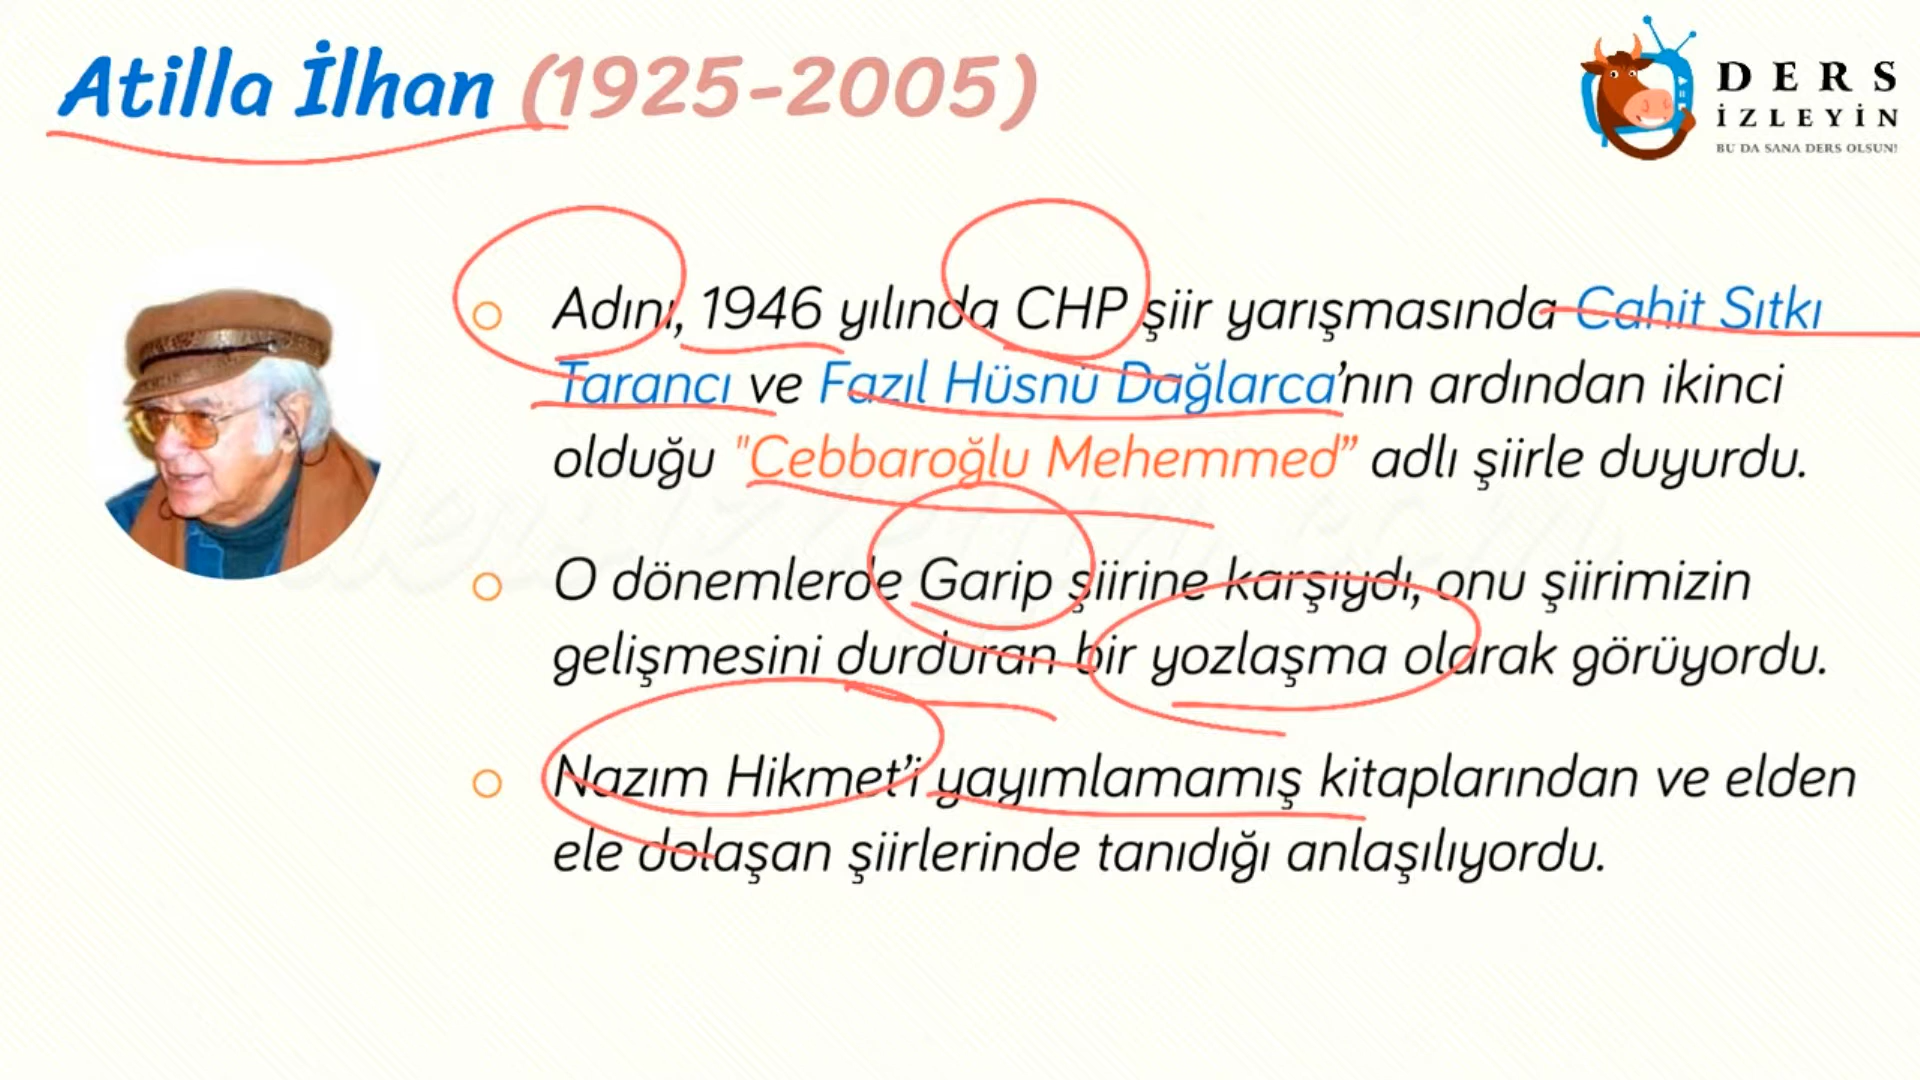 Atilla İlhan (1925-2005)
DERS
İZLEYİN
BU DA SANA DERS OLSUN!
Adını, 1946 yılında CHP şiir yarışmasında Cahit Sıtkı
Tarancı ve Fazıl Hüsnü Dağlarca'nın ardından ikinci
olduğu "Cebbaroğlu Mehemmed” adlı şiirle duyurdu.
O dönemlerde Garip şiirine karşıydı, onu şiirimizin
gelişmesini durduran bir yozlaşma olarak görüyordu.
Nazım Hikmet’i yayımlamamış kitaplarından ve elden
ele dolaşan şiirlerinde tanıdığı anlaşılıyordu.